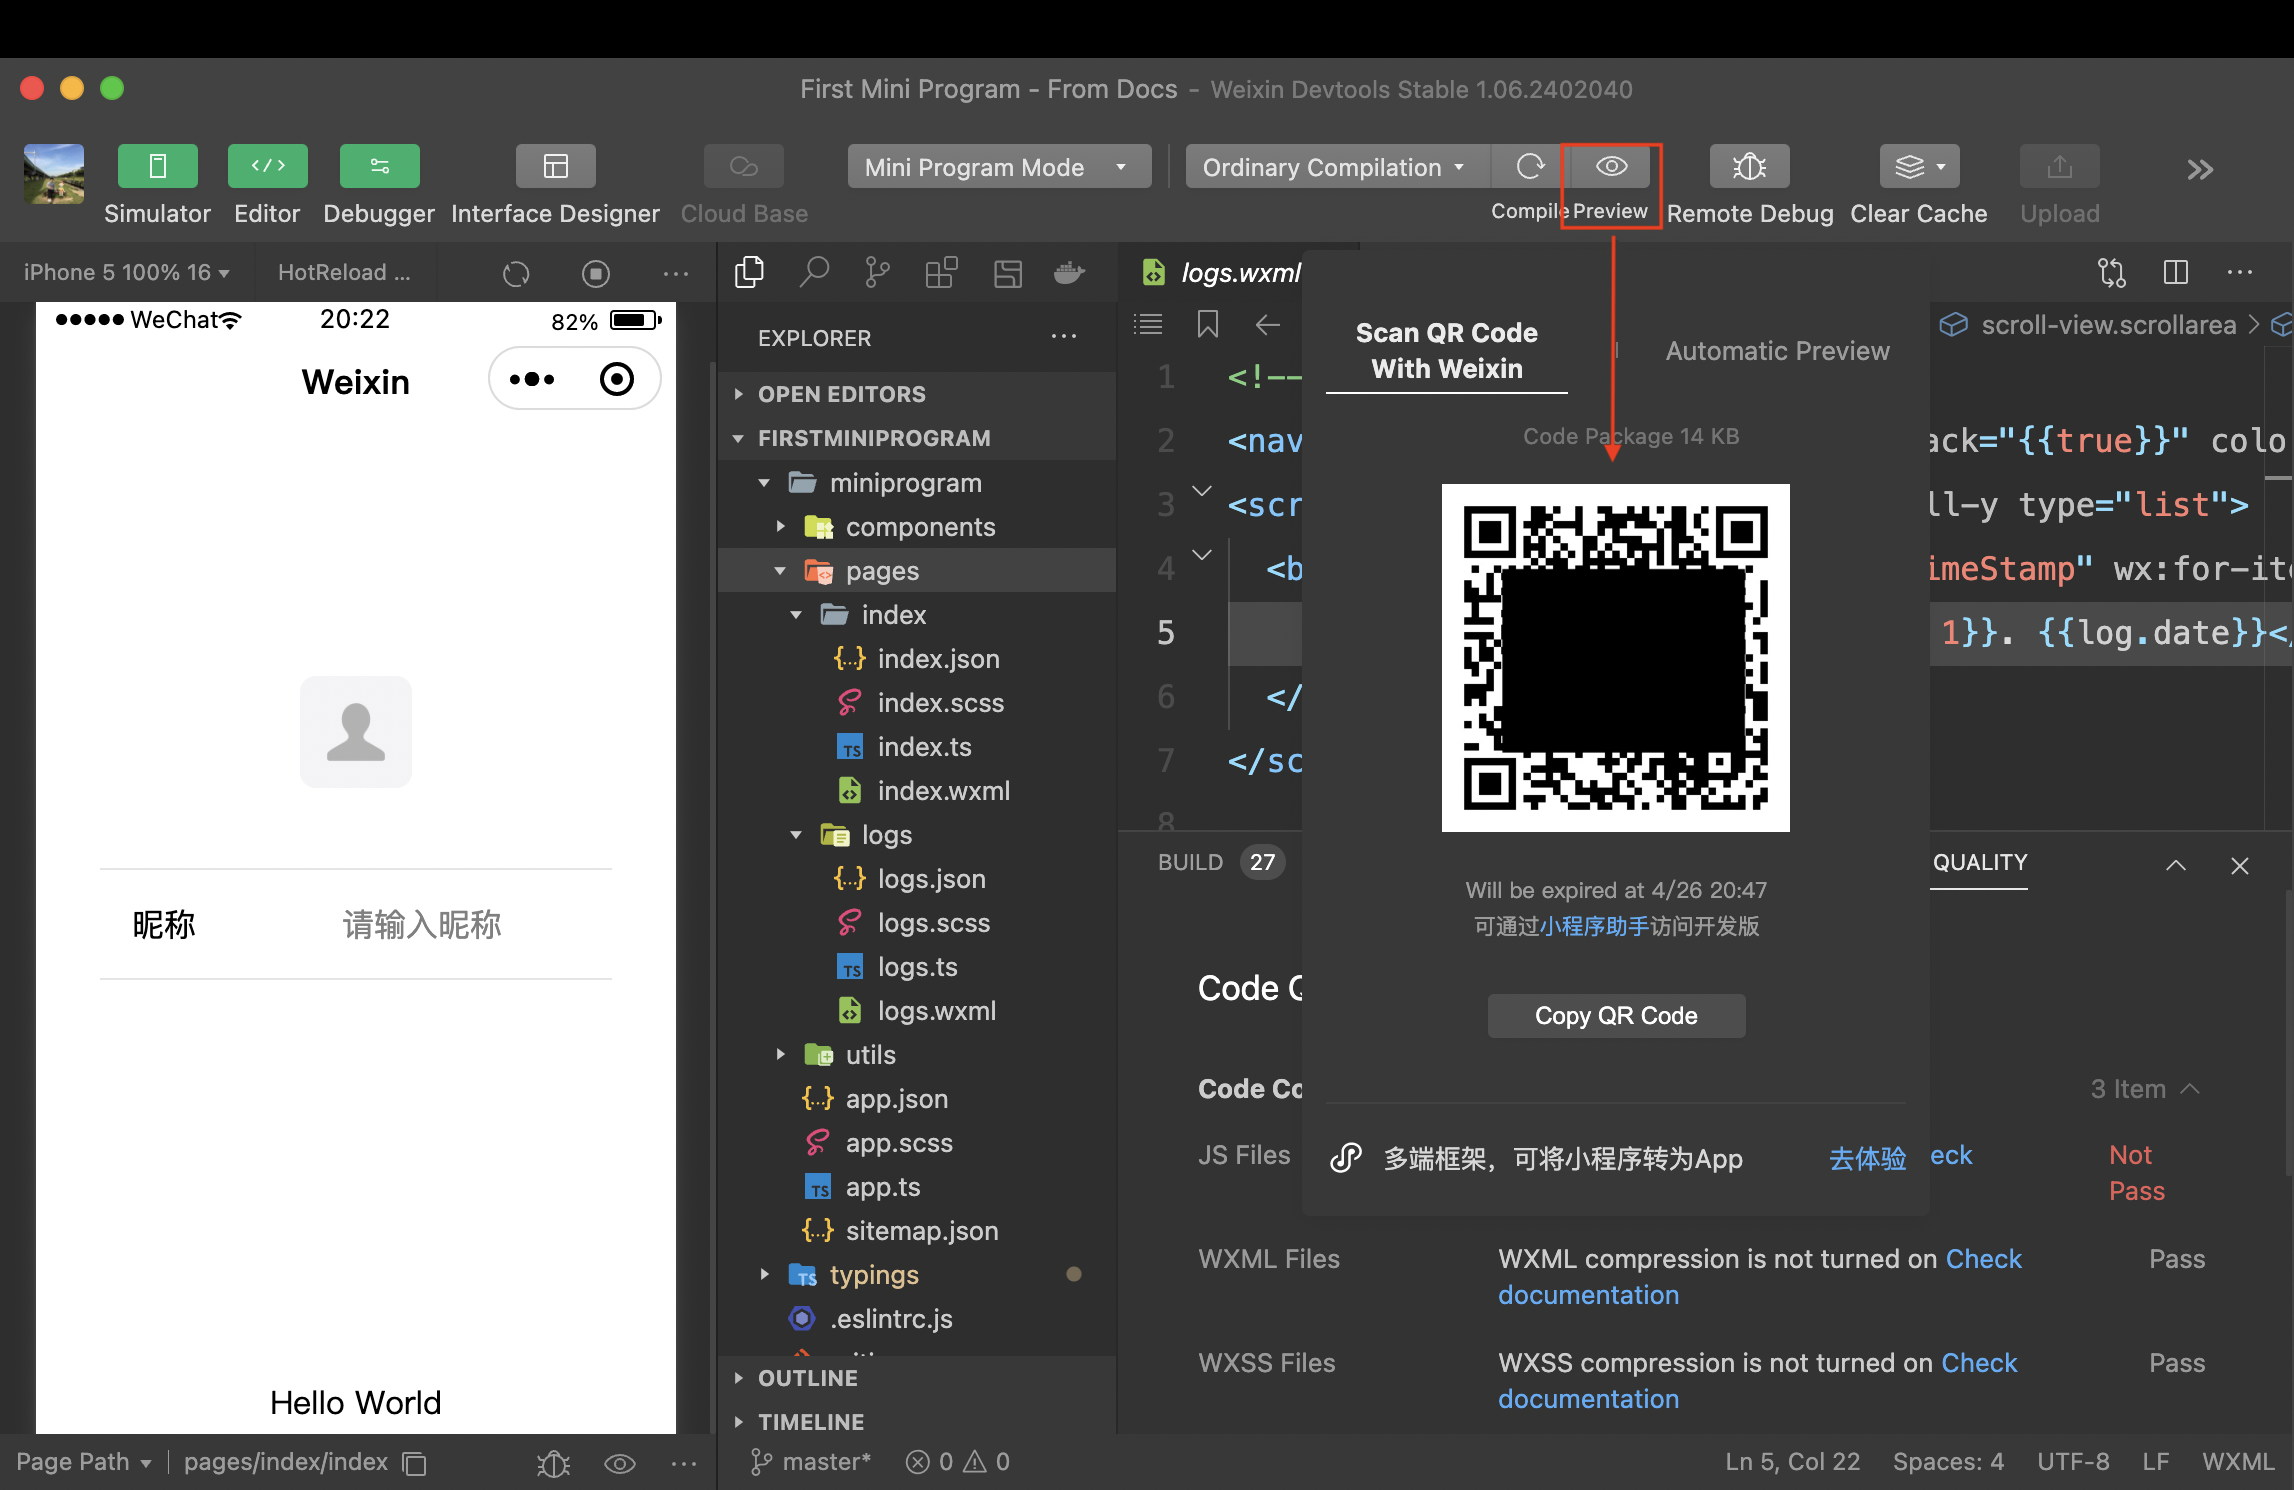 First Mini Program - From Docs - Weixin Devtools Stable 1.06.2402040
Mini Program Mode
Ordinary Compilation
Simulator Editor Debugger Interface Designer Cloud Base Compile Preview Remote Debug Clear Cache Upload
iPhone 5 100% 16 HotReload ...
WeChat 20:22 82%
Weixin
昵称 请输入昵称
Hello World
Page Path pages/index/index
EXPLORER
OPEN EDITORS
FIRSTMINIPROGRAM
miniprogram
components
pages
index
{..} index.json
index.scss
TS index.ts
index.wxml
logs
{..} logs.json
logs.scss
TS logs.ts
logs.wxml
utils
{..} app.json
app.scss
TS app.ts
{..} sitemap.json
TS typings
.eslintrc.js
OUTLINE
TIMELINE
master* 0 0
logs.wxml
scroll-view.scrollarea
1 <!--
2 <nav ack="{{true}}" colo
3 <scr ll-y type="list">
4 <b imeStamp" wx:for-ite
5 1}}. {{log.date}}<
6 </
7 </sc
8
Scan QR Code
With Weixin
Automatic Preview
Code Package 14 KB
Will be expired at 4/26 20:47
可通过小程序助手访问开发版
Copy QR Code
多端框架，可将小程序转为App 去体验
BUILD 27 QUALITY
Code Q
Code Co 3 Item
JS Files eck Not
Pass
WXML Files WXML compression is not turned on Check Pass
documentation
WXSS Files WXSS compression is not turned on Check Pass
documentation
Ln 5, Col 22 Spaces: 4 UTF-8 LF WXML